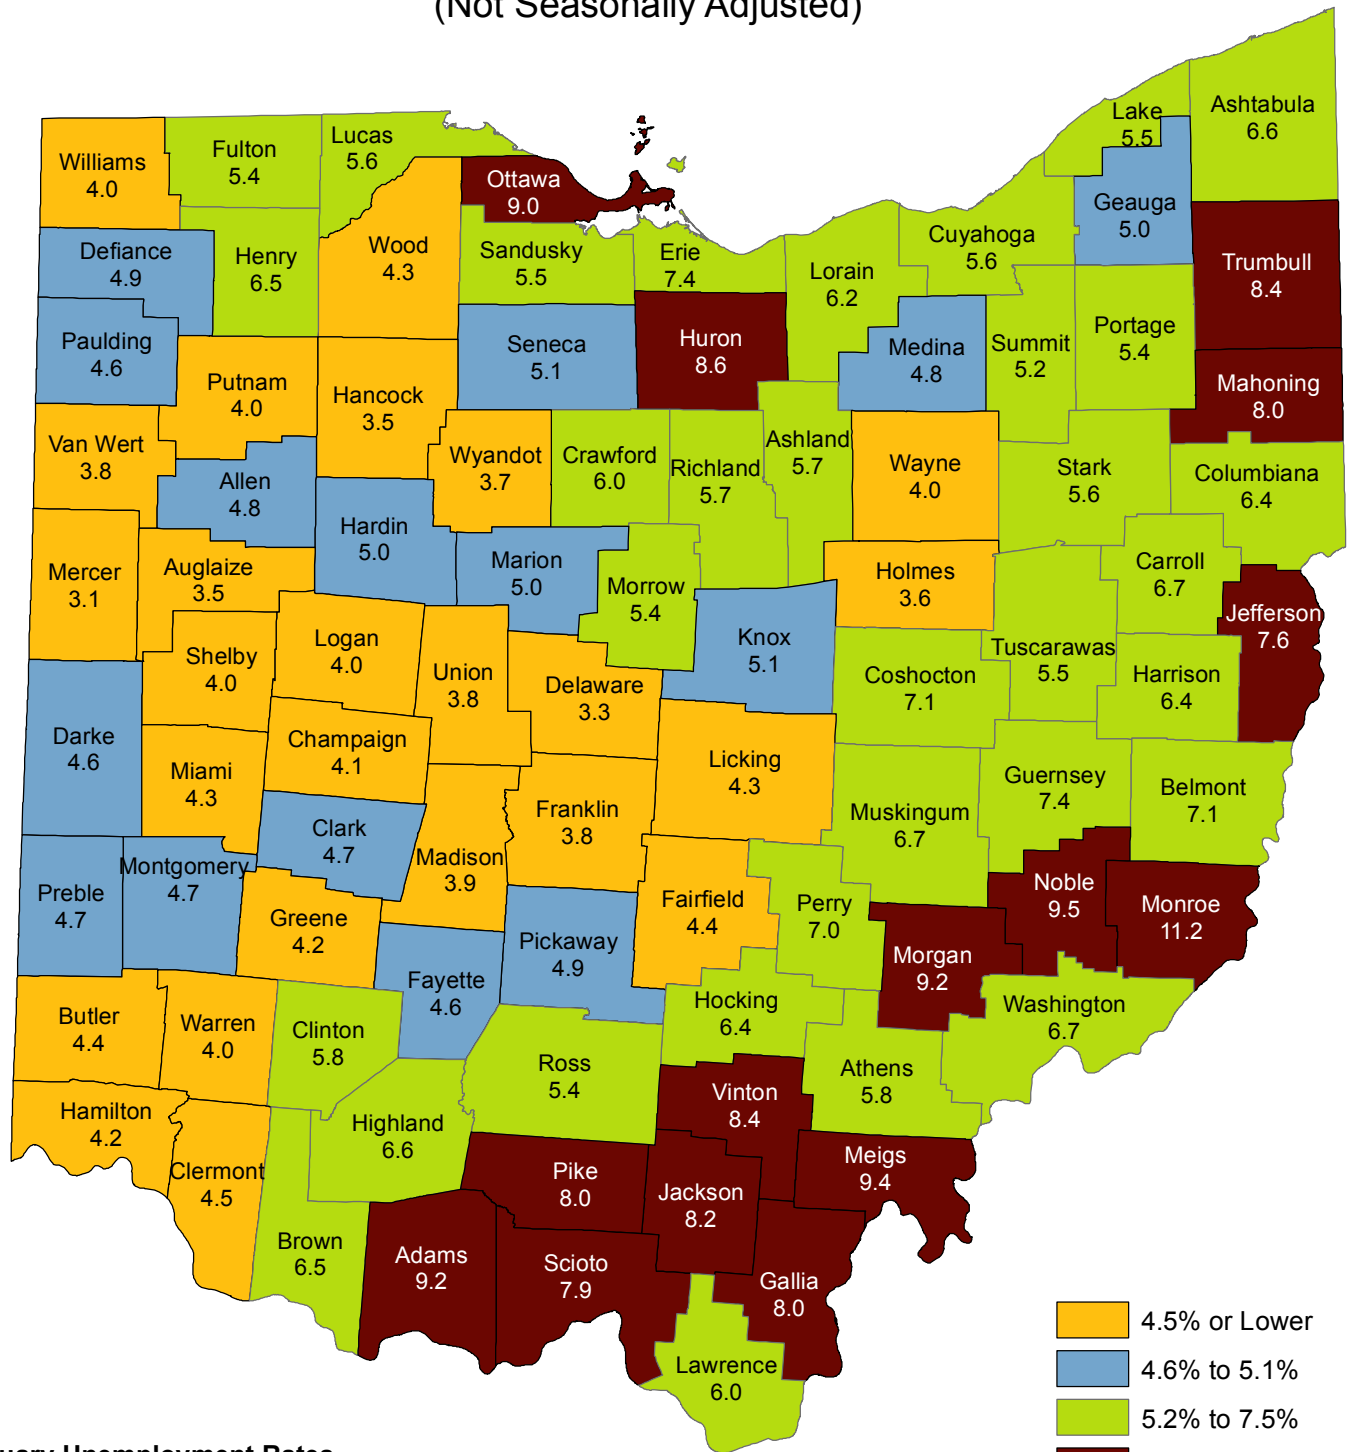 (Not Seasonally Adjusted)
Williams
4.0
Fulton
5.4
Lucas
5.6
Ottawa
9.0
Lake
5.5
Ashtabula
6.6
Geauga
5.0
Defiance
4.9
Henry
6.5
Wood
4.3
Sandusky
5.5
Erie
7.4
Lorain
6.2
Cuyahoga
5.6
Trumbull
8.4
Paulding
4.6
Putnam
4.0
Hancock
3.5
Seneca
5.1
Huron
8.6
Medina
4.8
Summit
5.2
Portage
5.4
Mahoning
8.0
Van Wert
3.8
Allen
4.8
Wyandot
3.7
Crawford
6.0
Richland
5.7
Ashland
5.7
Wayne
4.0
Stark
5.6
Columbiana
6.4
Mercer
3.1
Auglaize
3.5
Hardin
5.0
Marion
5.0
Morrow
5.4
Holmes
3.6
Carroll
6.7
Jefferson
7.6
Shelby
4.0
Logan
4.0
Union
3.8
Delaware
3.3
Knox
5.1
Coshocton
7.1
Tuscarawas
5.5
Harrison
6.4
Darke
4.6
Miami
4.3
Champaign
4.1
Licking
4.3
Guernsey
7.4
Belmont
7.1
Clark
4.7
Madison
3.9
Franklin
3.8
Muskingum
6.7
Preble
4.7
Montgomery
4.7
Greene
4.2
Fairfield
4.4
Perry
7.0
Noble
9.5
Monroe
11.2
Fayette
4.6
Pickaway
4.9
Morgan
9.2
Butler
4.4
Warren
4.0
Clinton
5.8
Hocking
6.4
Washington
6.7
Ross
5.4
Athens
5.8
Hamilton
4.2
Clermont
4.5
Highland
6.6
Vinton
8.4
Pike
8.0
Jackson
8.2
Meigs
9.4
Brown
6.5
Adams
9.2
Scioto
7.9
Gallia
8.0
Lawrence
6.0
4.5% or Lower
4.6% to 5.1%
5.2% to 7.5%
Unemployment Rates